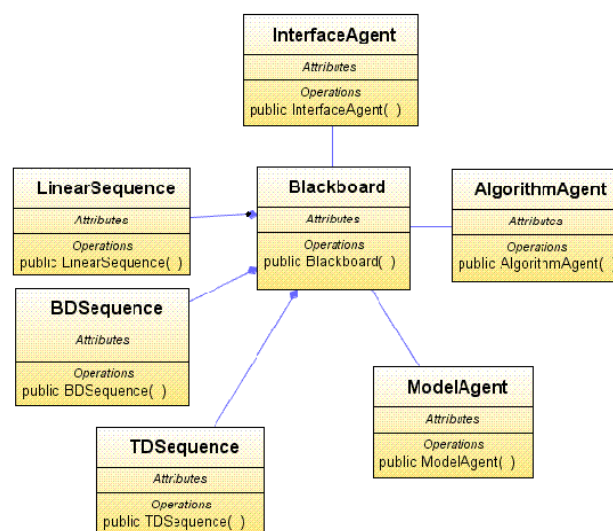 InterfaceAgent
Attributes
Operations
public InterfaceAgent( )
LinearSequence
Attributes
Operations
public LinearSequence( )
Blackboard
Attributes
Operations
public Blackboard( )
AlgorithmAgent
Attributes
Operations
public AlgorithmAgent( )
BDSequence
Attributes
Operations
public BDSequence( )
ModelAgent
Attributes
Operations
public ModelAgent( )
TDSequence
Attributes
Operations
public TDSequence( )